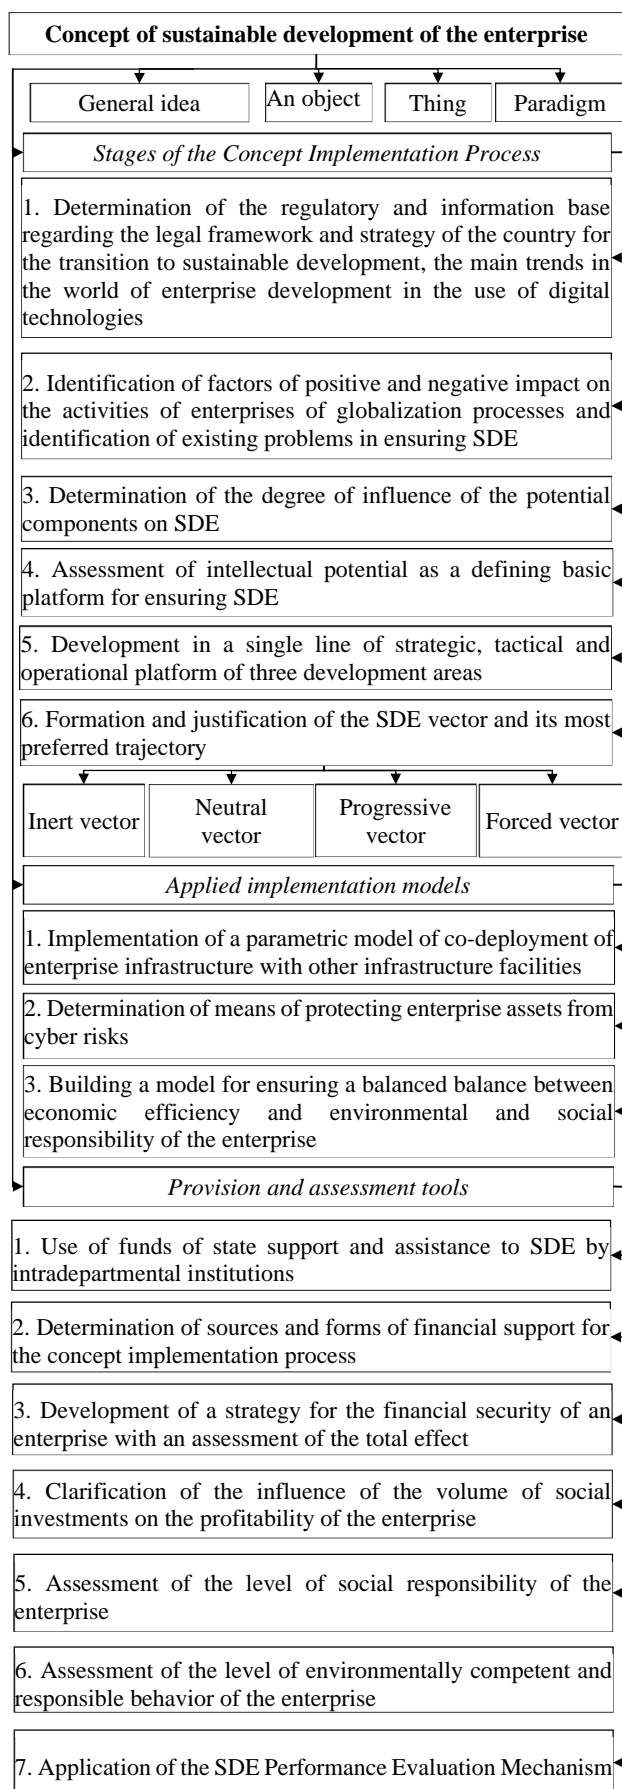 Concept of sustainable development of the enterprise
General idea
An object
Thing
Paradigm
Stages of the Concept Implementation Process
1. Determination of the regulatory and information base
regarding the legal framework and strategy of the country for
the transition to sustainable development, the main trends in
the world of enterprise development in the use of digital
technologies
2. Identification of factors of positive and negative impact on
the activities of enterprises of globalization processes and
identification of existing problems in ensuring SDE
3. Determination of the degree of influence of the potential
components on SDE
4. Assessment of intellectual potential as a defining basic
platform for ensuring SDE
5. Development in a single line of strategic, tactical and
operational platform of three development areas
6. Formation and justification of the SDE vector and its most
preferred trajectory
Inert vector
Neutral
vector
Progressive
vector
Forced vector
Applied implementation models
1. Implementation of a parametric model of co-deployment of
enterprise infrastructure with other infrastructure facilities
2. Determination of means of protecting enterprise assets from
cyber risks
3. Building a model for ensuring a balanced balance between
economic efficiency and environmental and social
responsibility of the enterprise
Provision and assessment tools
1. Use of funds of state support and assistance to SDE by
intradepartmental institutions
2. Determination of sources and forms of financial support for
the concept implementation process
3. Development of a strategy for the financial security of an
enterprise with an assessment of the total effect
4. Clarification of the influence of the volume of social
investments on the profitability of the enterprise
5. Assessment of the level of social responsibility of the
enterprise
6. Assessment of the level of environmentally competent and
responsible behavior of the enterprise
7. Application of the SDE Performance Evaluation Mechanism